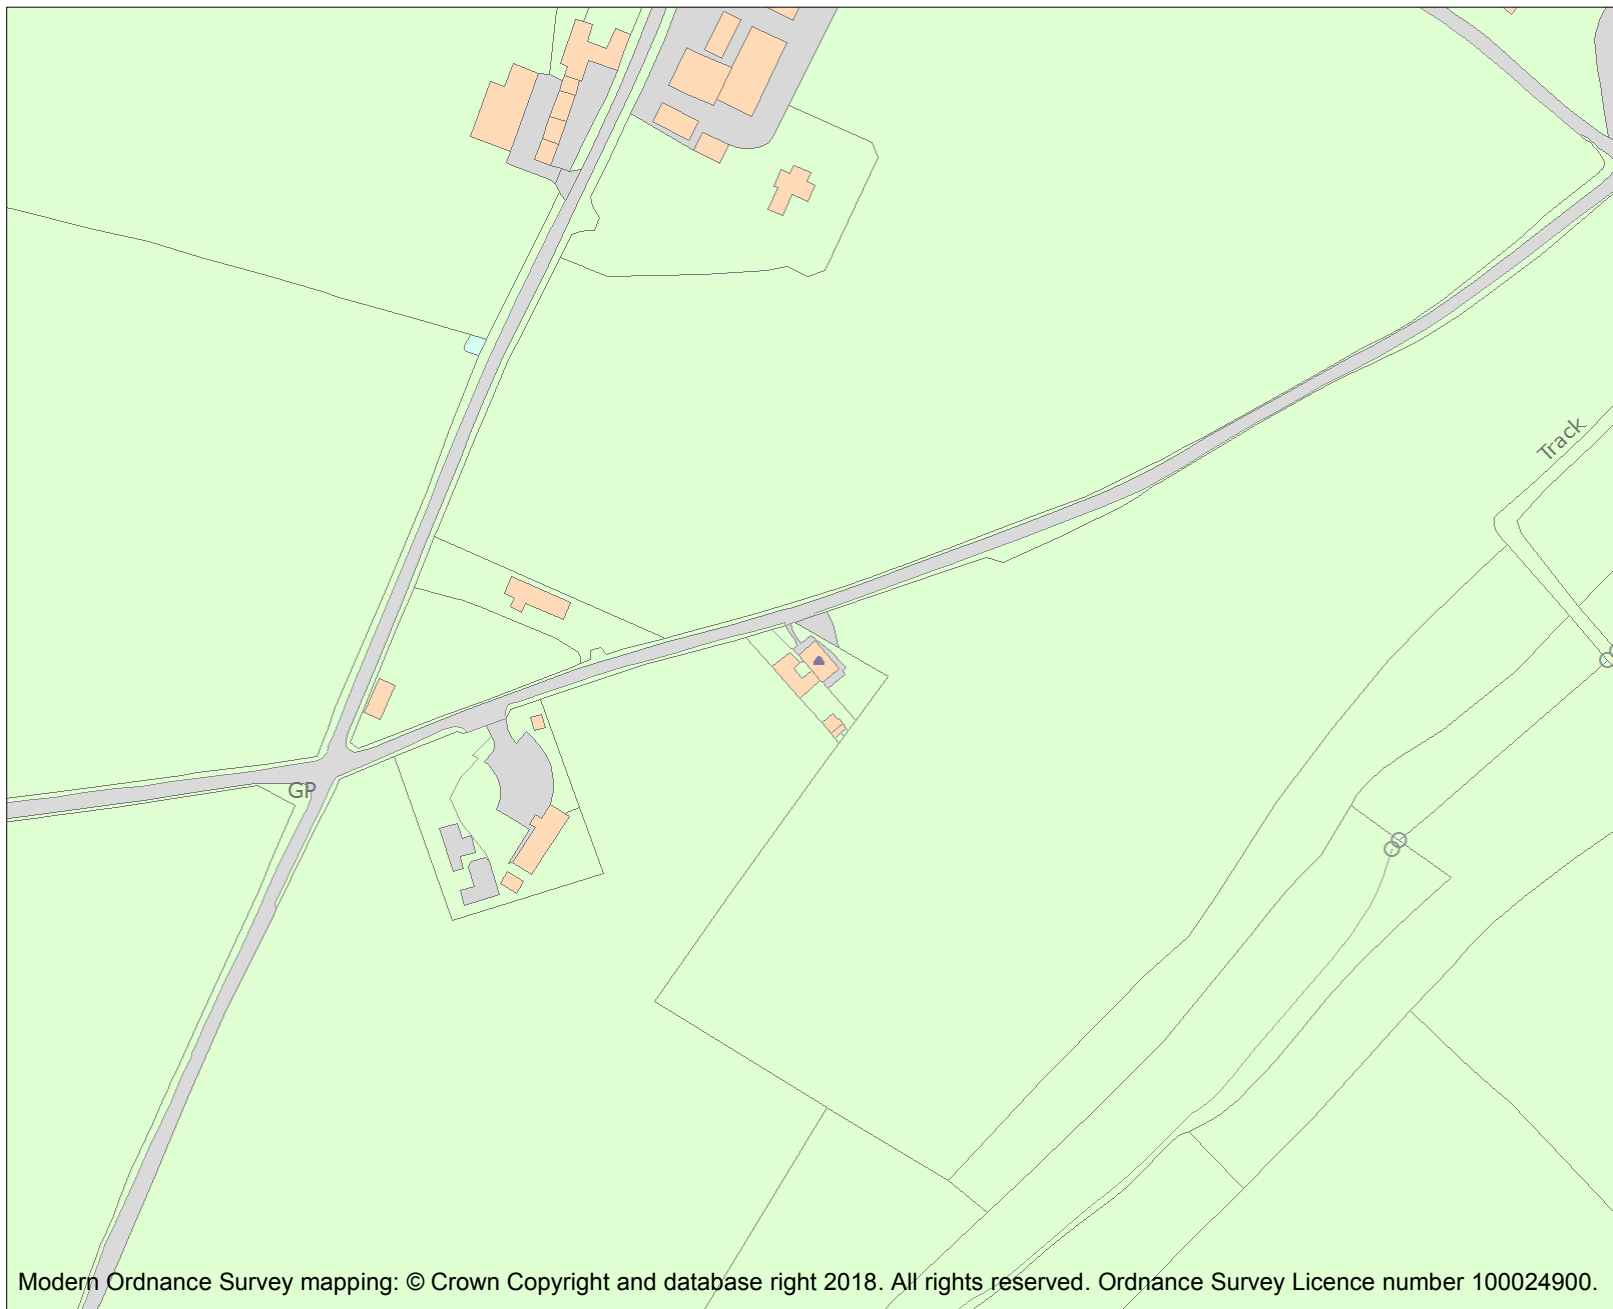 Track
GP
Modern Ordnance Survey mapping: © Crown Copyright and database right 2018. All rights reserved. Ordnance Survey Licence number 100024900.